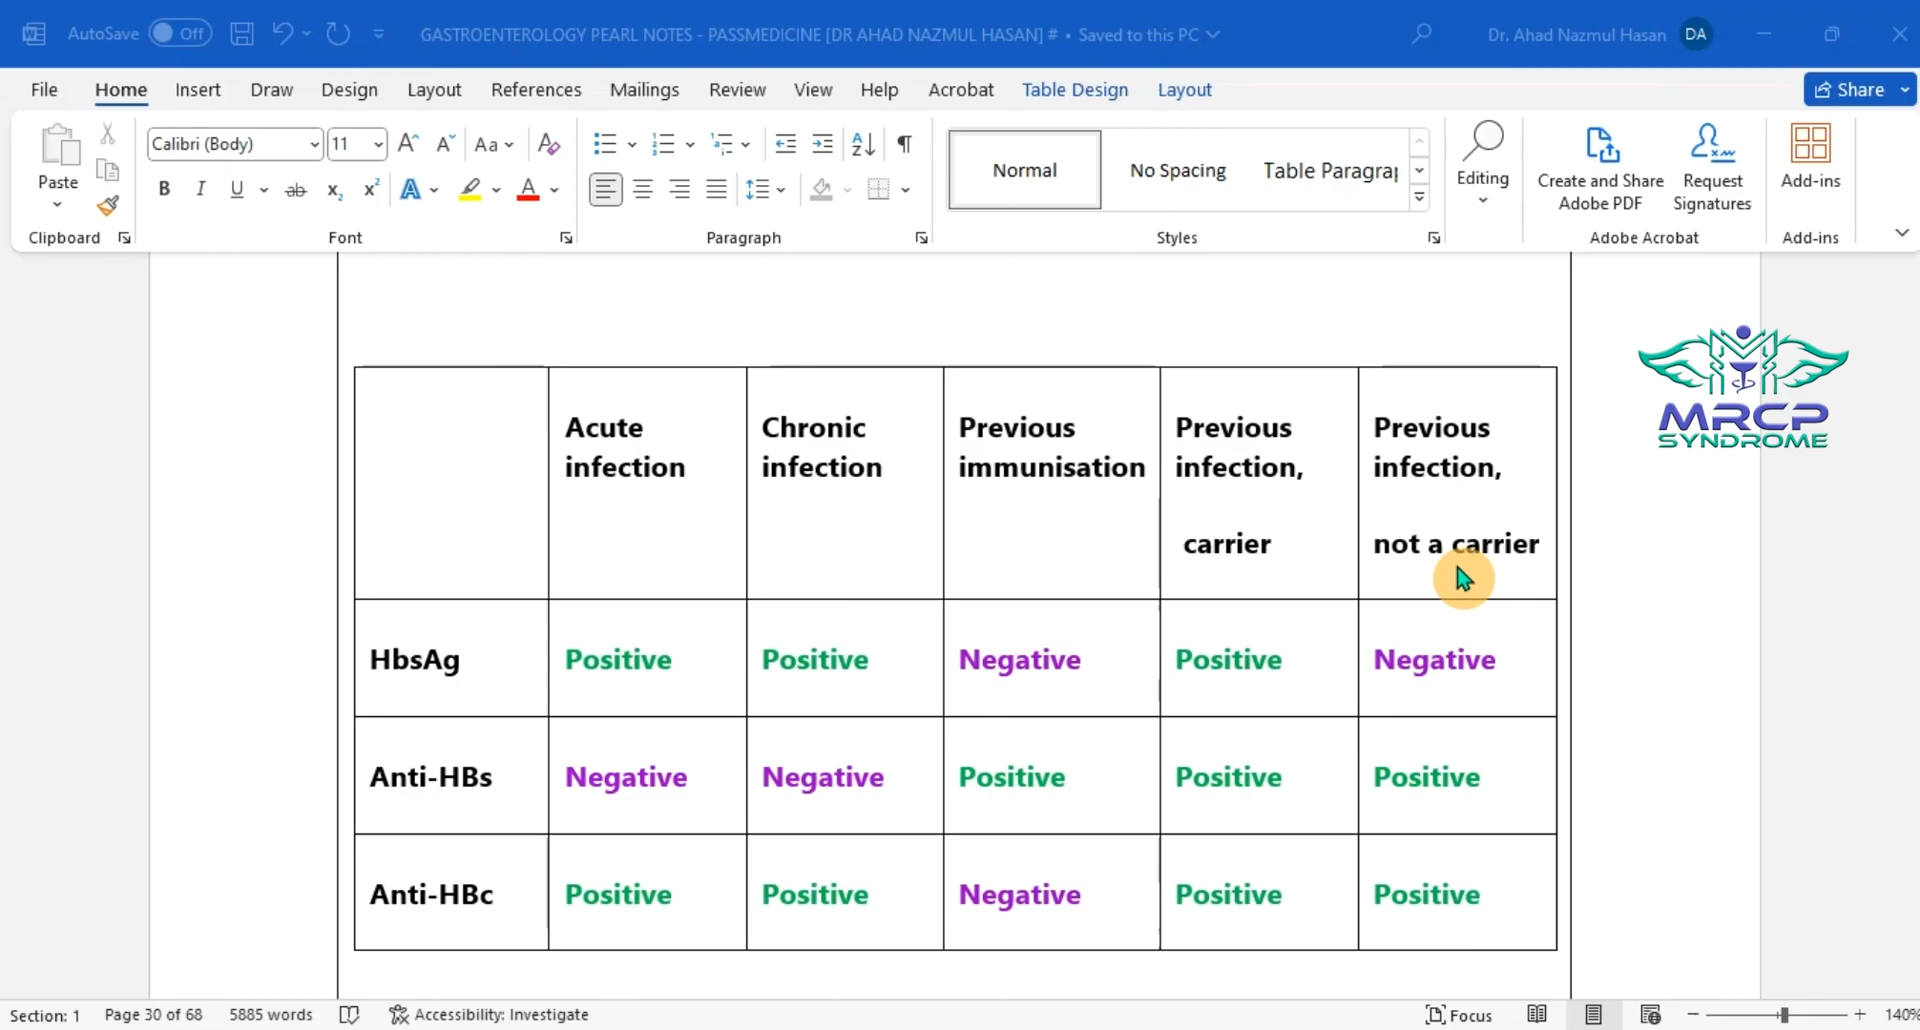 AutoSave Off GASTROENTEROLOGY PEARL NOTES - PASSMEDICINE [DR AHAD NAZMUL HASAN] # • Saved to this PC Dr. Ahad Nazmul Hasan DA
File Home Insert Draw Design Layout References Mailings Review View Help Acrobat Table Design Layout Share
Paste
Clipboard
Calibri (Body) 11
Font
Paragraph
Normal No Spacing Table Paragraj
Styles
Editing
Create and Share
Adobe PDF
Request
Signatures
Adobe Acrobat
Add-ins
Add-ins
MRCP
SYNDROME
Acute
infection
Chronic
infection
Previous
immunisation
Previous
infection,
carrier
Previous
infection,
not a carrier
HbsAg Positive Positive Negative Positive Negative
Anti-HBs Negative Negative Positive Positive Positive
Anti-HBc Positive Positive Negative Positive Positive
Section: 1 Page 30 of 68 5885 words Accessibility: Investigate Focus 140%